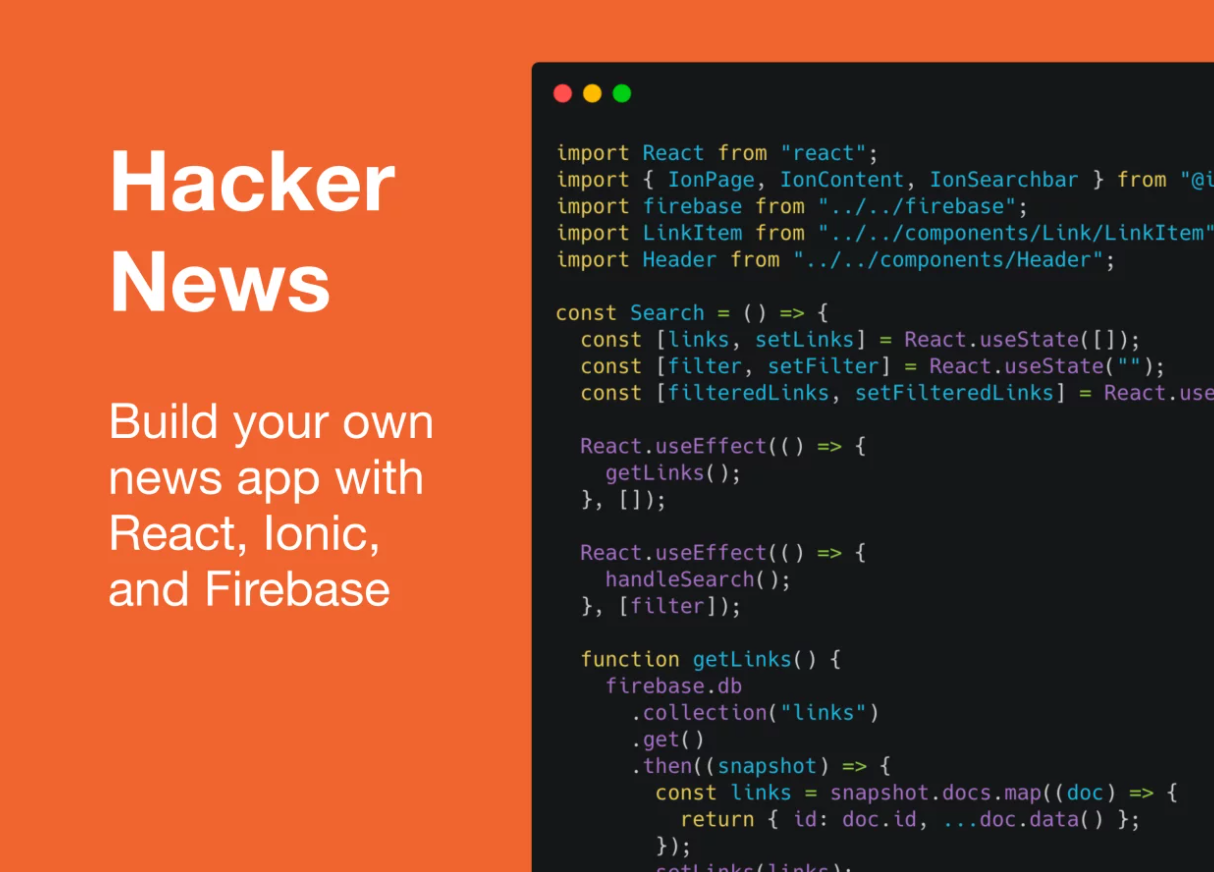 Hacker
News
Build your own
news app with
React, Ionic,
and Firebase
import React from "react";
import { IonPage, IonContent, IonSearchbar } from "@i
import firebase from "../../firebase";
import LinkItem from "../../components/Link/LinkItem"
import Header from "../../components/Header";
const Search = () => {
const [links, setLinks] = React.useState([]);
const [filter, setFilter] = React.useState("");
const [filteredLinks, setFilteredLinks] = React.use
React.useEffect(() => {
getLinks();
}, []);
React.useEffect(() => {
handleSearch();
}, [filter]);
function getLinks() {
firebase.db
.collection("links")
.get()
.then((snapshot) => {
const links = snapshot.docs.map((doc) => {
return { id: doc.id, ...doc.data() };
});
setLinks(links);